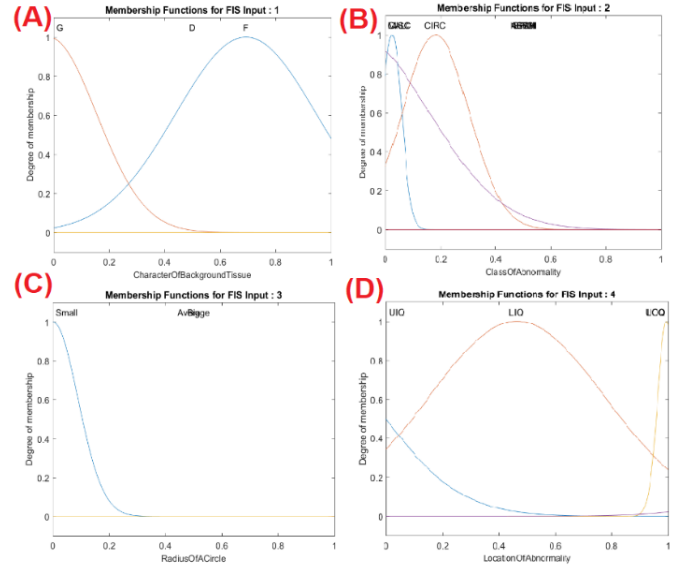 (A)
Membership Functions for FIS Input : 1
G D F
1
0.8
0.6
0.4
0.2
0
Degree of membership
0 0.2 0.4 0.6 0.8 1
CharacterOfBackgroundTissue
(B)
Membership Functions for FIS Input : 2
CIRC
1
0.8
0.6
0.4
0.2
0
Degree of membership
0 0.2 0.4 0.6 0.8 1
ClassOfAbnormality
(C)
Membership Functions for FIS Input : 3
Small
1
0.8
0.6
0.4
0.2
0
Degree of membership
0 0.2 0.4 0.6 0.8 1
RadiusOfACircle
(D)
Membership Functions for FIS Input : 4
UIQ LIQ
1
0.8
0.6
0.4
0.2
0
Degree of membership
0 0.2 0.4 0.6 0.8 1
LocationOfAbnormality